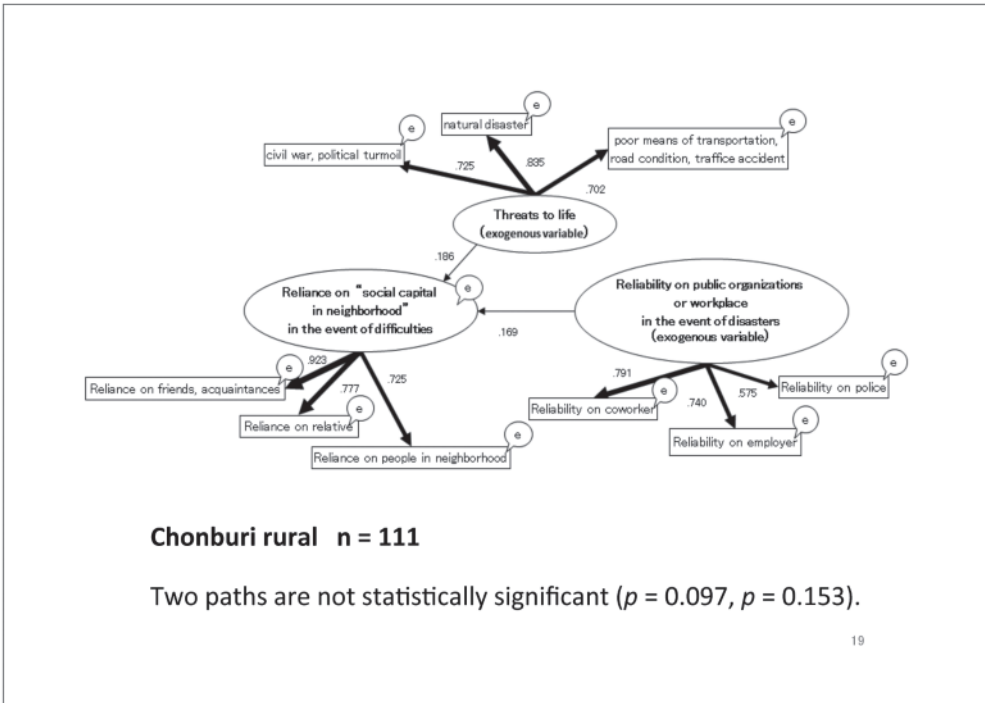 e
natural disaster
e
civil war, political turmoil
e
poor means of transportation,
road condition, traffice accident
.725
.835
.702
Threats to life
(exogenous variable)
.186
Reliance on "social capital
in neighborhood"
in the event of difficulties
e
Reliability on public organizations
or workplace
in the event of disasters
(exogenous variable)
.169
.923
.777
.725
e
Reliance on friends, acquaintances
e
Reliance on relative
e
Reliance on people in neighborhood
.791
.740
.575
e
Reliability on police
e
Reliability on coworker
e
Reliability on employer
Chonburi rural n = 111
Two paths are not statistically significant (p = 0.097, p = 0.153).
19